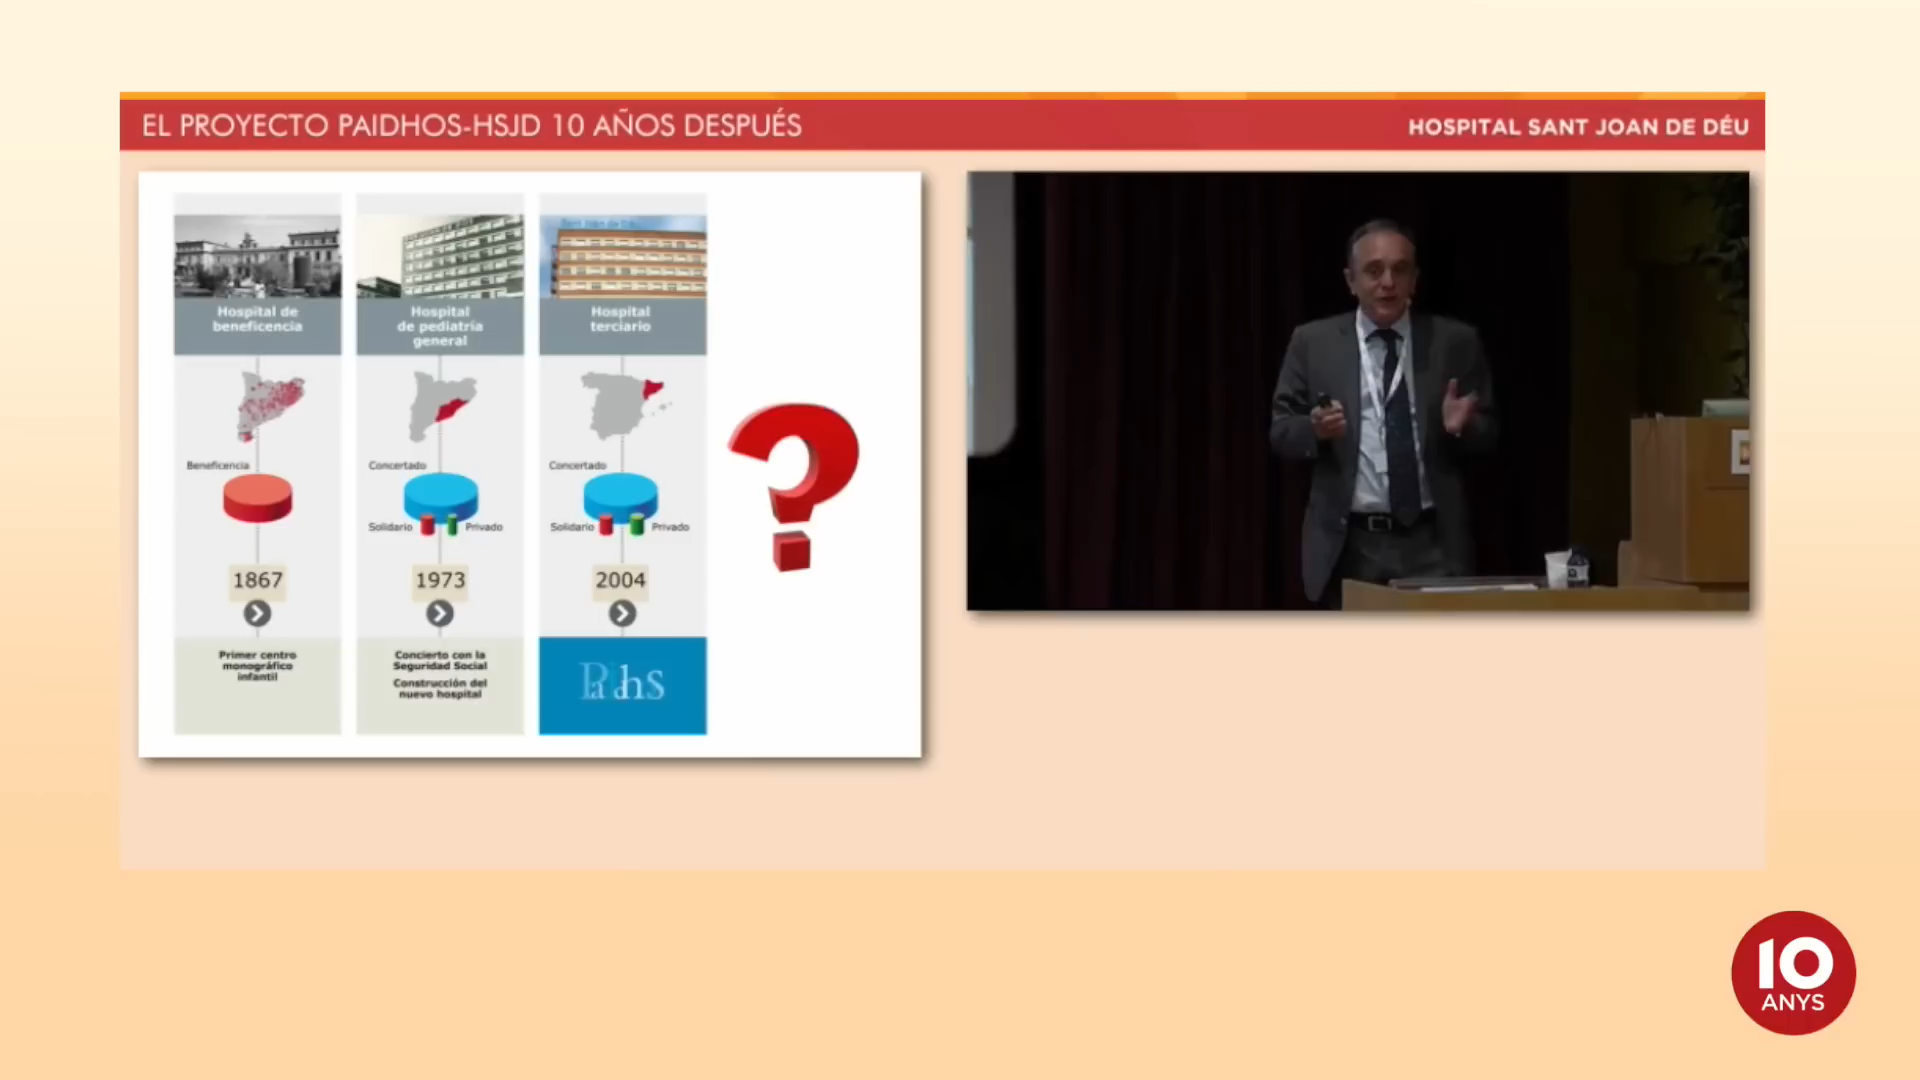 EL PROYECTO PAIDHOS-HSJD 10 AÑOS DESPUÉS
HOSPITAL SANT JOAN DE DÉU
Hospital de
beneficencia
Beneficencia
1867
Primer centro
monográfico
infantil
Hospital
de pediatría
general
Concertado
Solidario
Privado
1973
Concierto con la
Seguridad Social
Construcción del
nuevo hospital
Hospital
terciario
Concertado
Solidario
Privado
2004
Paidhos
?
10
ANYS